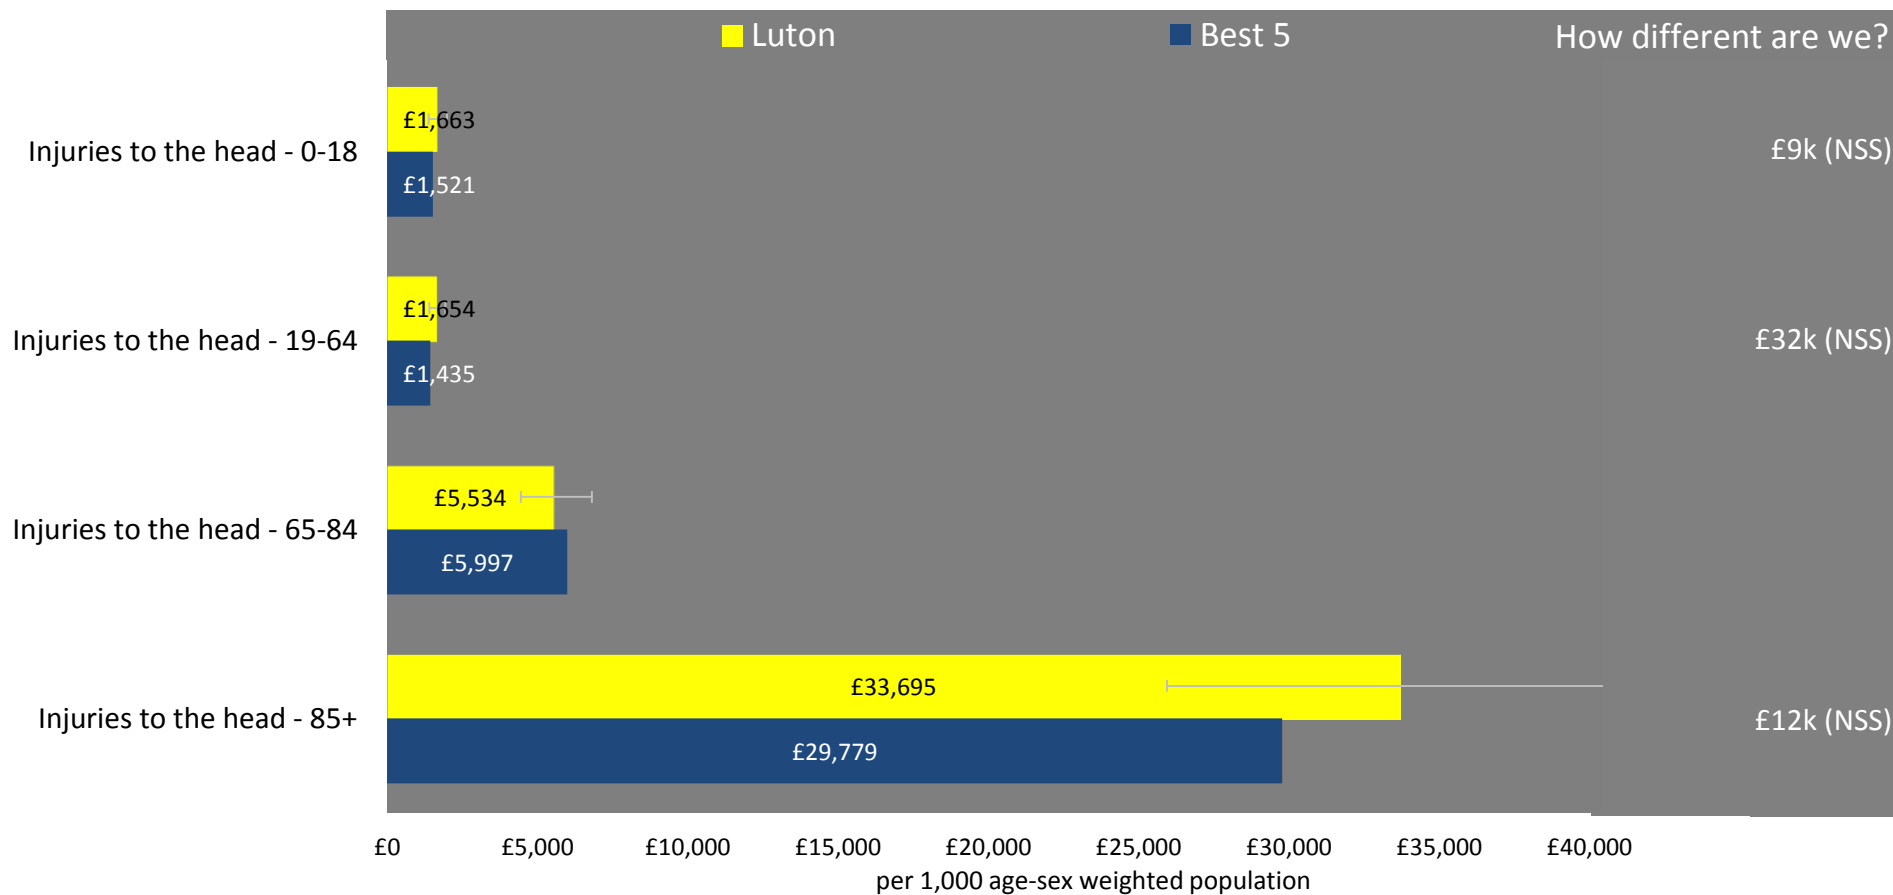 Luton
Best 5
How different are we?
Injuries to the head - 0-18
£1,663
£1,521
£9k (NSS)
Injuries to the head - 19-64
£1,654
£1,435
£32k (NSS)
Injuries to the head - 65-84
£5,534
£5,997
Injuries to the head - 85+
£33,695
£29,779
£12k (NSS)
£0 £5,000 £10,000 £15,000 £20,000 £25,000 £30,000 £35,000 £40,000
per 1,000 age-sex weighted population